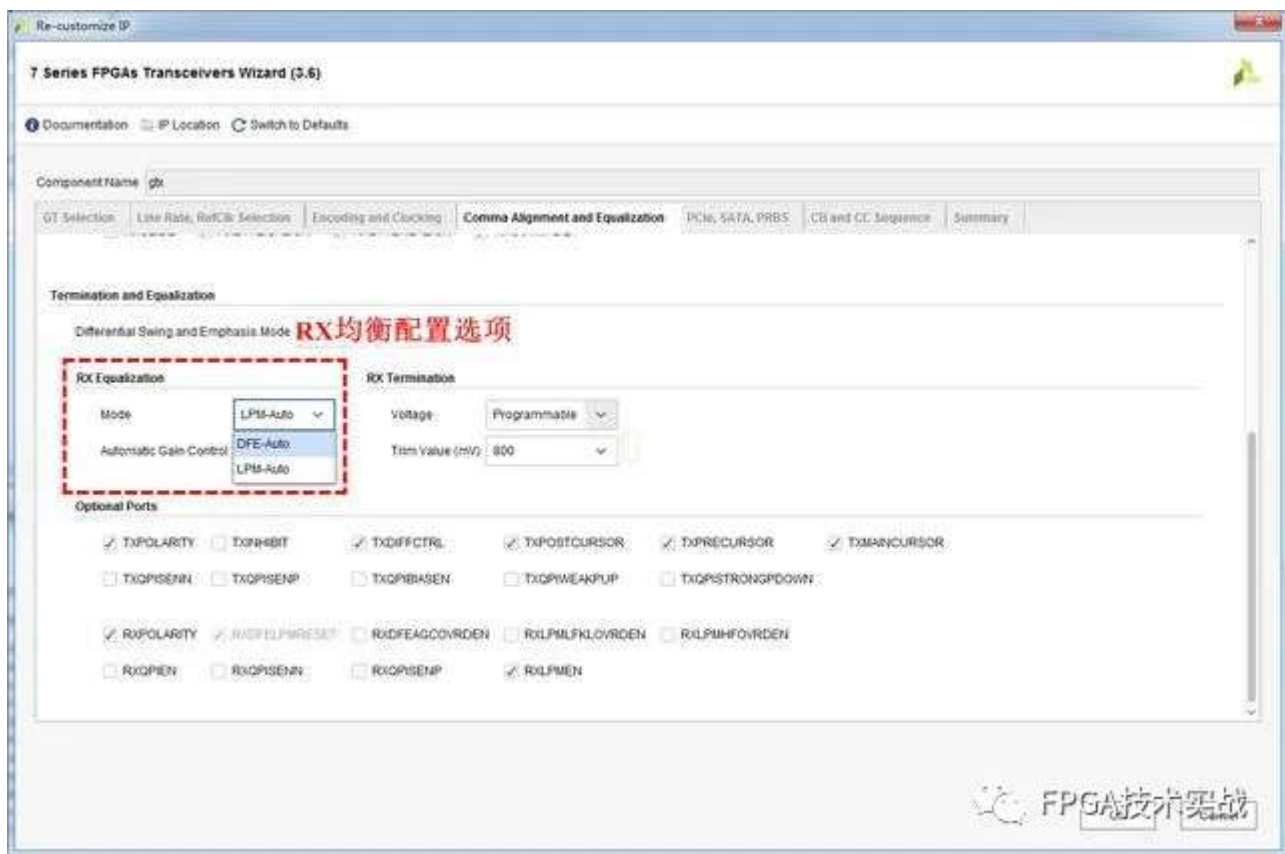 Re-customize IP
7 Series FPGAs Transceivers Wizard (3.6)
Documentation IP Location Switch to Defaults
Component Name gtx
GT Selection Line Rate, RefClk Selection Encoding and Clocking Comma Alignment and Equalization PCIe, SATA, PRBS CB and CC Sequence Summary
Termination and Equalization
Differential Swing and Emphasis Mode RX均衡配置选项
RX Equalization RX Termination
Mode LPM-Auto Voltage Programmable
DFE-Auto
Automatic Gain Control Trim Value (mV) 800
LPM-Auto
Optional Ports
TXPOLARITY TXINHIBIT TXDIFFCTRL TXPOSTCURSOR TXPRECURSOR TXMAINCURSOR
TXQPISENN TXQPISENP TXQPIBIASEN TXQPIWEAKPUP TXQPISTRONGPDOWN
RXPOLARITY RXDFELPMRESET RXDFEAGCOVRDEN RXLPMLFKLOVRDEN RXLPMHFOVRDEN
RXQPIEN RXQPISENN RXQPISENP RXLPMEN
FPGA技术实战